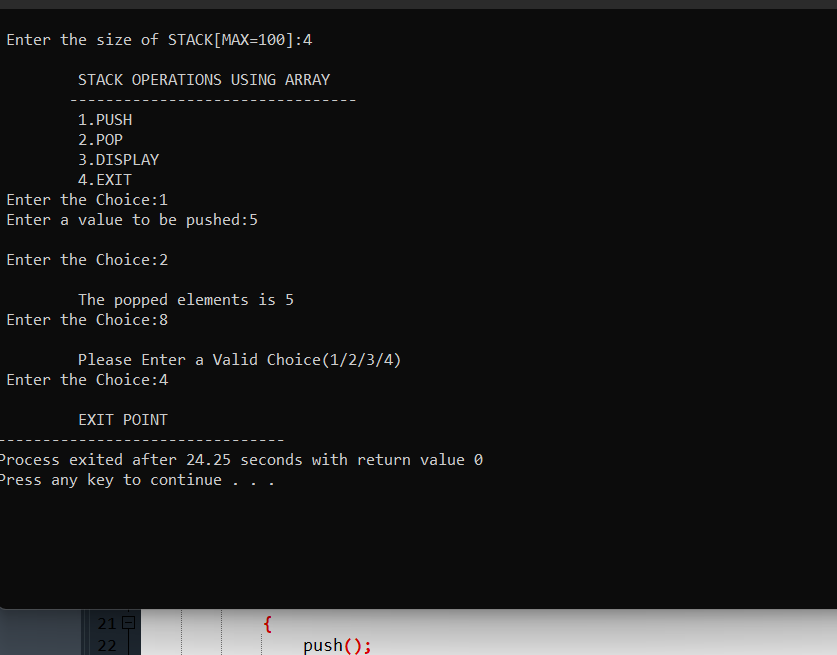 Enter the size of STACK[MAX=100]:4
STACK OPERATIONS USING ARRAY
--------------------------------
1.PUSH
2.POP
3.DISPLAY
4.EXIT
Enter the Choice:1
Enter a value to be pushed:5
Enter the Choice:2
The popped elements is 5
Enter the Choice:8
Please Enter a Valid Choice(1/2/3/4)
Enter the Choice:4
EXIT POINT
--------------------------------
Process exited after 24.25 seconds with return value 0
Press any key to continue . . .
21 {
22 push();